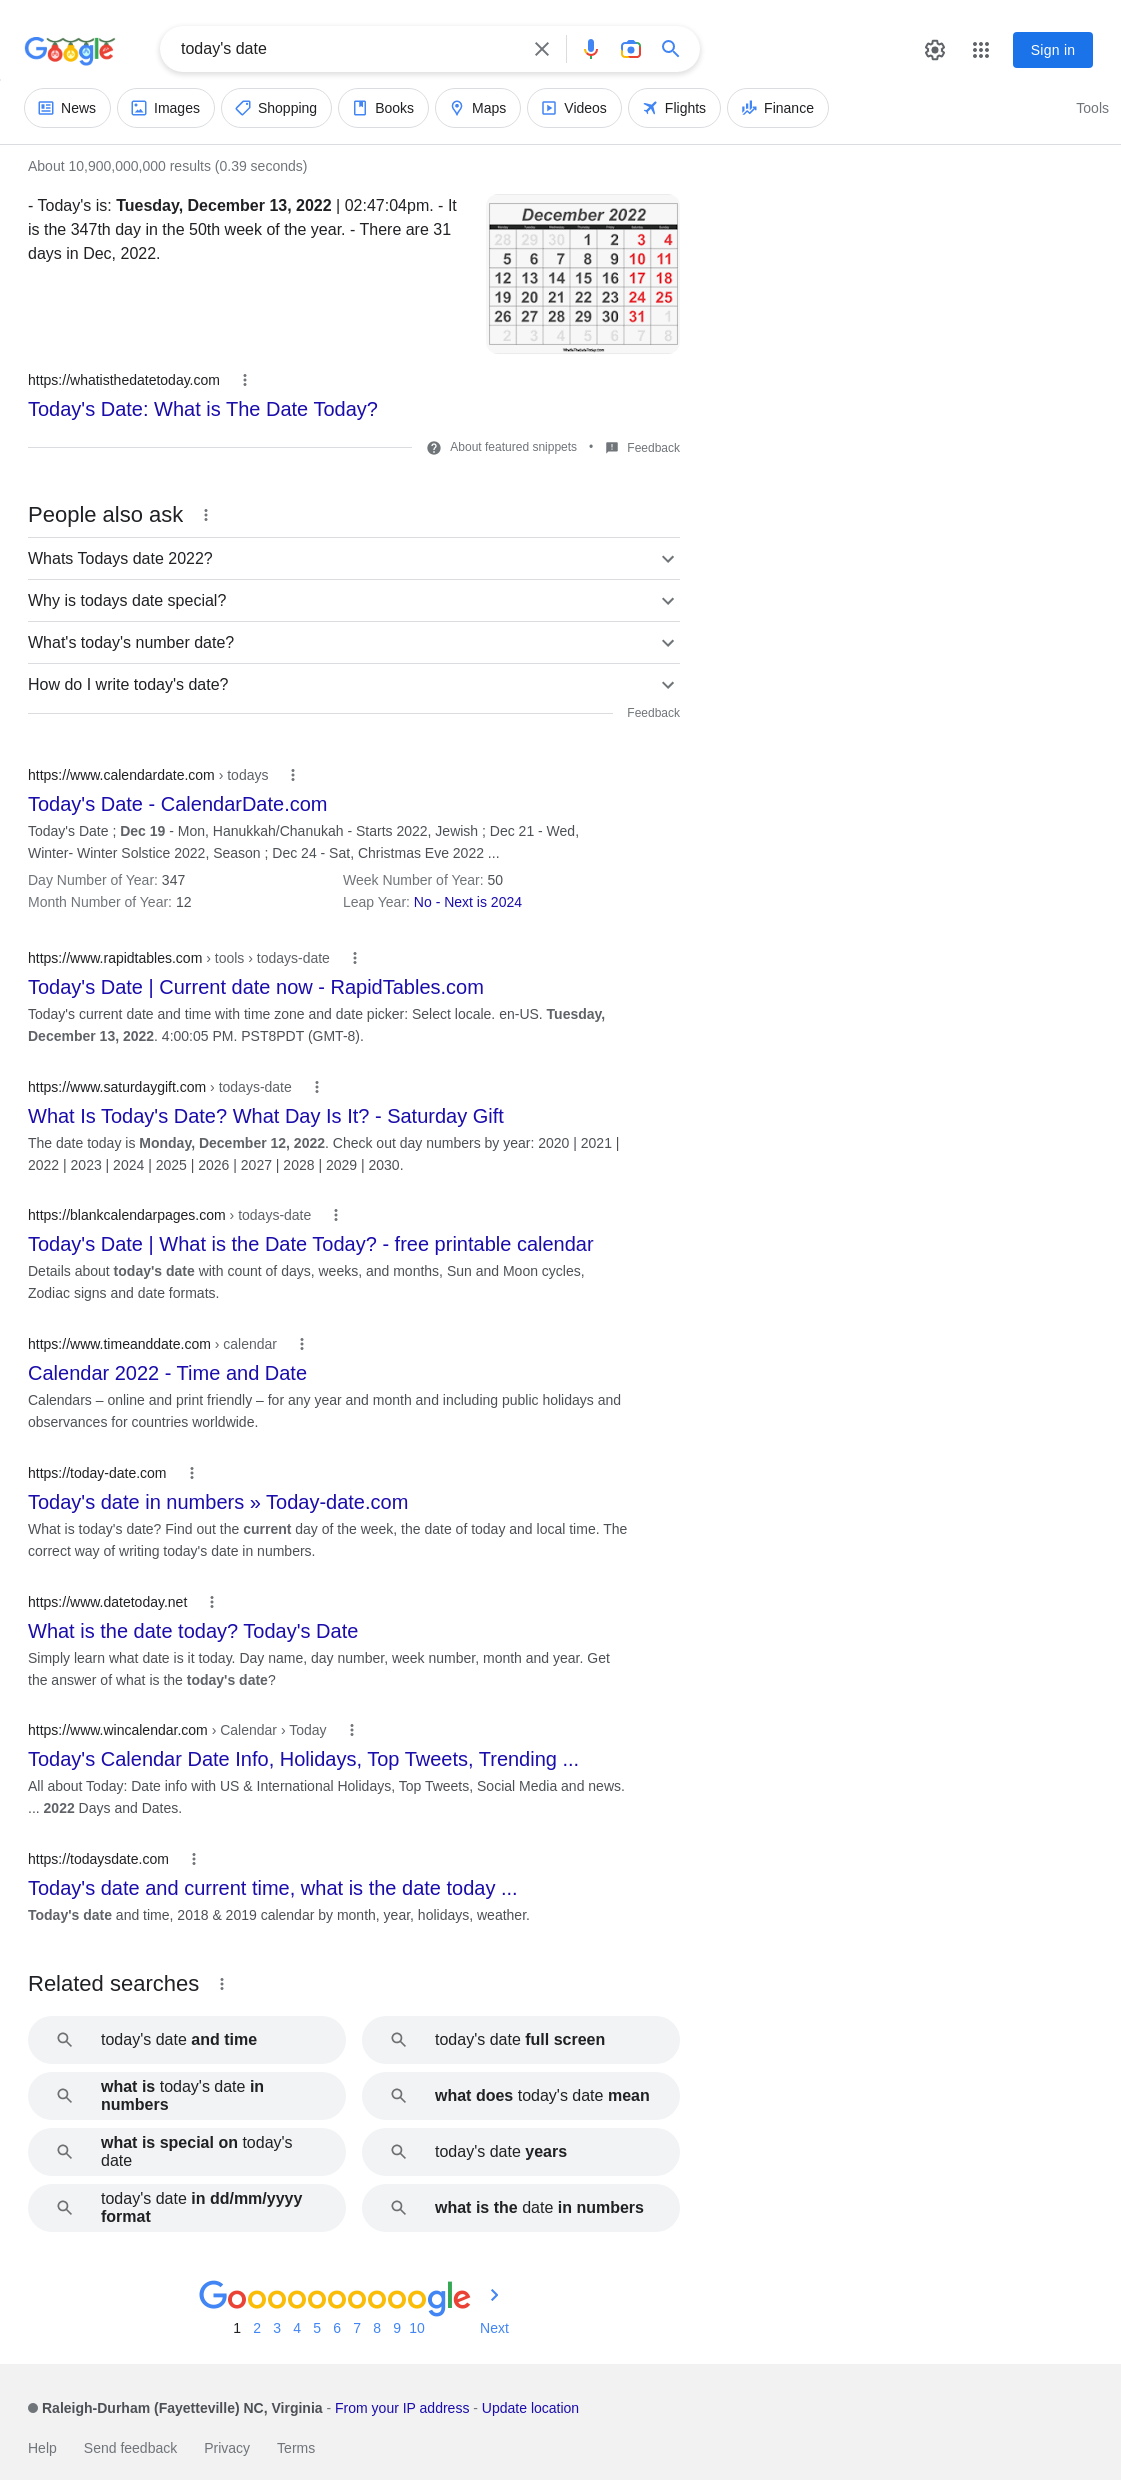 Google
today's date
Sign in
News
Images
Shopping
Books
Maps
Videos
Flights
Finance
Tools
About 10,900,000,000 results (0.39 seconds)
- Today's is: Tuesday, December 13, 2022 | 02:47:04pm. - It
is the 347th day in the 50th week of the year. - There are 31
days in Dec, 2022.
December 2022
28 29 30 1 2 3 4
5 6 7 8 9 10 11
12 13 14 15 16 17 18
19 20 21 22 23 24 25
26 27 28 29 30 31 1
2 3 4 5 6 7 8
https://whatisthedatetoday.com
Today's Date: What is The Date Today?
About featured snippets • Feedback
People also ask
Whats Todays date 2022?
Why is todays date special?
What's today's number date?
How do I write today's date?
Feedback
https://www.calendardate.com › todays
Today's Date - CalendarDate.com
Today's Date ; Dec 19 - Mon, Hanukkah/Chanukah - Starts 2022, Jewish ; Dec 21 - Wed,
Winter- Winter Solstice 2022, Season ; Dec 24 - Sat, Christmas Eve 2022 ...
Day Number of Year: 347 Week Number of Year: 50
Month Number of Year: 12 Leap Year: No - Next is 2024
https://www.rapidtables.com › tools › todays-date
Today's Date | Current date now - RapidTables.com
Today's current date and time with time zone and date picker: Select locale. en-US. Tuesday,
December 13, 2022. 4:00:05 PM. PST8PDT (GMT-8).
https://www.saturdaygift.com › todays-date
What Is Today's Date? What Day Is It? - Saturday Gift
The date today is Monday, December 12, 2022. Check out day numbers by year: 2020 | 2021 |
2022 | 2023 | 2024 | 2025 | 2026 | 2027 | 2028 | 2029 | 2030.
https://blankcalendarpages.com › todays-date
Today's Date | What is the Date Today? - free printable calendar
Details about today's date with count of days, weeks, and months, Sun and Moon cycles,
Zodiac signs and date formats.
https://www.timeanddate.com › calendar
Calendar 2022 - Time and Date
Calendars – online and print friendly – for any year and month and including public holidays and
observances for countries worldwide.
https://today-date.com
Today's date in numbers » Today-date.com
What is today's date? Find out the current day of the week, the date of today and local time. The
correct way of writing today's date in numbers.
https://www.datetoday.net
What is the date today? Today's Date
Simply learn what date is it today. Day name, day number, week number, month and year. Get
the answer of what is the today's date?
https://www.wincalendar.com › Calendar › Today
Today's Calendar Date Info, Holidays, Top Tweets, Trending ...
All about Today: Date info with US & International Holidays, Top Tweets, Social Media and news.
... 2022 Days and Dates.
https://todaysdate.com
Today's date and current time, what is the date today ...
Today's date and time, 2018 & 2019 calendar by month, year, holidays, weather.
Related searches
today's date and time
today's date full screen
what is today's date in
numbers
what does today's date mean
what is special on today's
date
today's date years
today's date in dd/mm/yyyy
format
what is the date in numbers
Goooooooooogle
1 2 3 4 5 6 7 8 9 10 Next
Raleigh-Durham (Fayetteville) NC, Virginia - From your IP address - Update location
Help Send feedback Privacy Terms